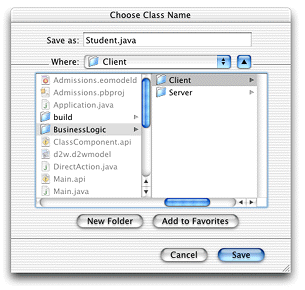 Choose Class Name
Save as: Student.java
Where: Client
Admissions.eomodeld
Admissions.pbproj
Application.java
build
BusinessLogic
ClassComponent.api
d2w.d2wmodel
DirectAction.java
Main.api
Main.java
Client
Server
New Folder
Add to Favorites
Cancel
Save